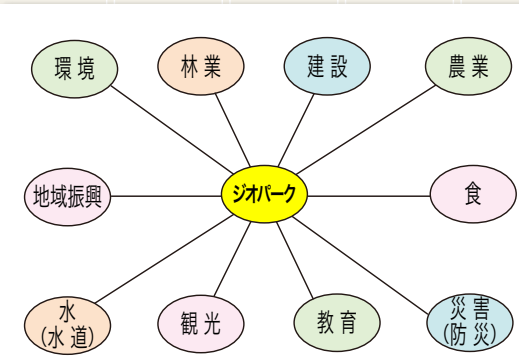 環境
林業
建設
農業
地域振興
ジオパーク
食
水
(水道)
観光
教育
災害
(防災)